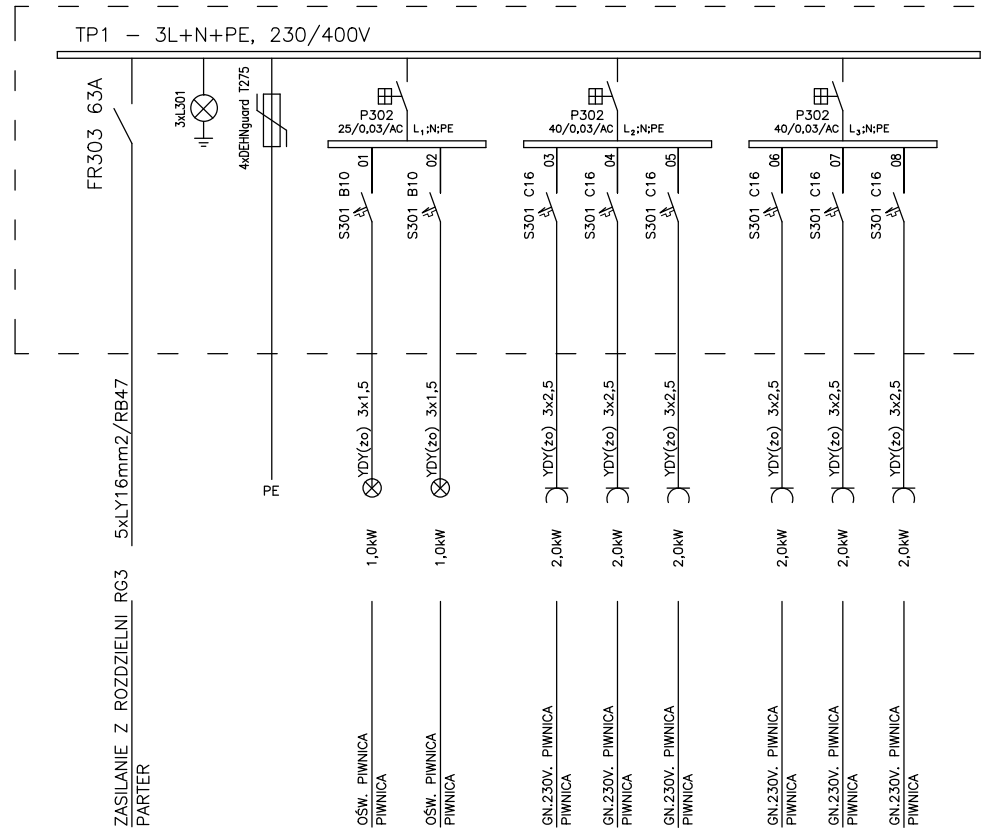 TP1 – 3L+N+PE, 230/400V
FR303 63A
3xL301
4xDEHNguard T275
P302
25/0,03/AC L₁;N;PE
P302
40/0,03/AC L₂;N;PE
P302
40/0,03/AC L₃;N;PE
01
02
03
04
05
06
07
08
S301 B10
S301 B10
S301 C16
S301 C16
S301 C16
S301 C16
S301 C16
S301 C16
5xLY16mm2/RB47
PE
YDY(żo) 3x1,5
YDY(żo) 3x1,5
YDY(żo) 3x2,5
YDY(żo) 3x2,5
YDY(żo) 3x2,5
YDY(żo) 3x2,5
YDY(żo) 3x2,5
YDY(żo) 3x2,5
1,0kW
1,0kW
2,0kW
2,0kW
2,0kW
2,0kW
2,0kW
2,0kW
ZASILANIE Z ROZDZIELNI RG3
PARTER
OŚW. PIWNICA
PIWNICA
OŚW. PIWNICA
PIWNICA
GN.230V. PIWNICA
PIWNICA
GN.230V. PIWNICA
PIWNICA
GN.230V. PIWNICA
PIWNICA
GN.230V. PIWNICA
PIWNICA
GN.230V. PIWNICA
PIWNICA
GN.230V. PIWNICA
PIWNICA